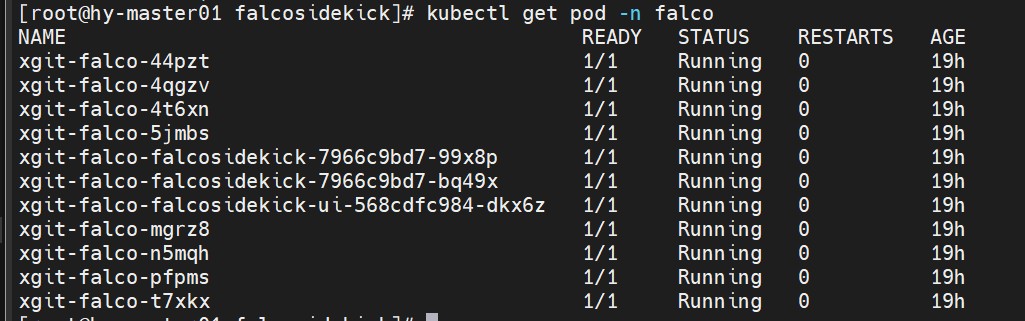 [root@hy-master01 falcosidekick]# kubectl get pod -n falco
NAME READY STATUS RESTARTS AGE
xgit-falco-44pzt 1/1 Running 0 19h
xgit-falco-4qgzv 1/1 Running 0 19h
xgit-falco-4t6xn 1/1 Running 0 19h
xgit-falco-5jmbs 1/1 Running 0 19h
xgit-falco-falcosidekick-7966c9bd7-99x8p 1/1 Running 0 19h
xgit-falco-falcosidekick-7966c9bd7-bq49x 1/1 Running 0 19h
xgit-falco-falcosidekick-ui-568cdfc984-dkx6z 1/1 Running 0 19h
xgit-falco-mgrz8 1/1 Running 0 19h
xgit-falco-n5mqh 1/1 Running 0 19h
xgit-falco-pfpms 1/1 Running 0 19h
xgit-falco-t7xkx 1/1 Running 0 19h
[root@hy-master01 falcosidekick]#